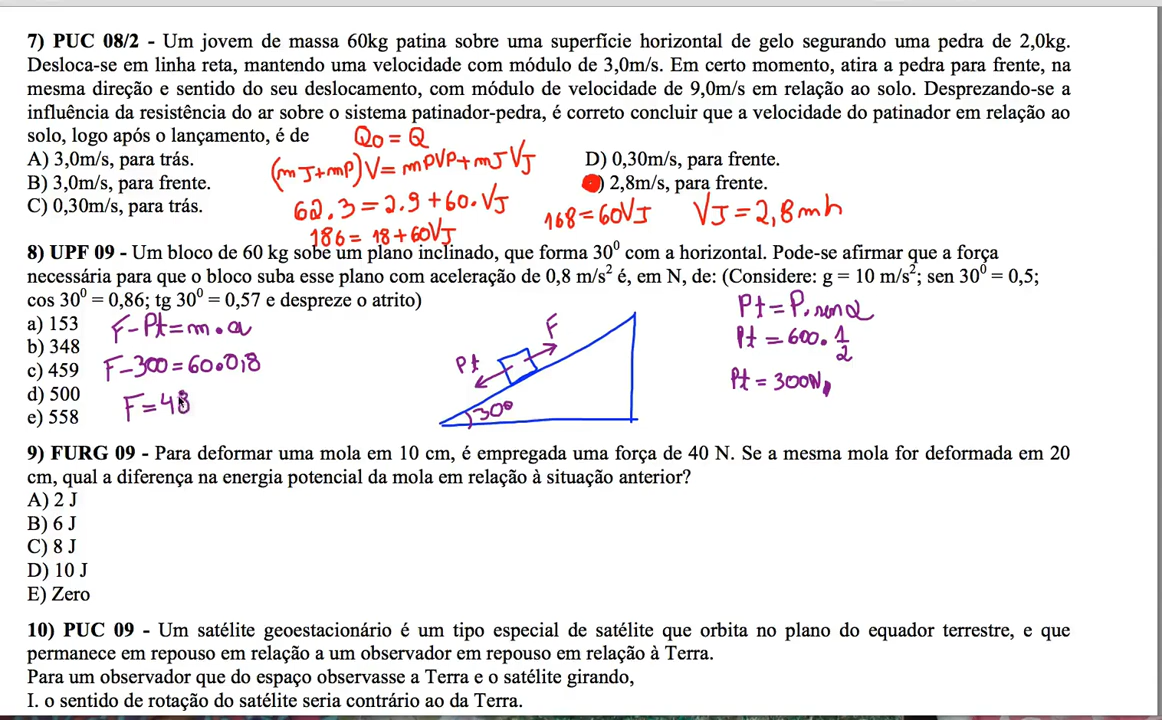 7) PUC 08/2 - Um jovem de massa 60kg patina sobre uma superfície horizontal de gelo segurando uma pedra de 2,0kg.
Desloca-se em linha reta, mantendo uma velocidade com módulo de 3,0m/s. Em certo momento, atira a pedra para frente, na
mesma direção e sentido do seu deslocamento, com módulo de velocidade de 9,0m/s em relação ao solo. Desprezando-se a
influência da resistência do ar sobre o sistema patinador-pedra, é correto concluir que a velocidade do patinador em relação ao
solo, logo após o lançamento, é de
Qo = Q
A) 3,0m/s, para trás.
(mJ+mP)V = mPVP + mJVJ
D) 0,30m/s, para frente.
B) 3,0m/s, para frente.
) 2,8m/s, para frente.
C) 0,30m/s, para trás.
62.3 = 2.9 + 60.VJ
168 = 60VJ
VJ = 2,8 m/s
186 = 18 + 60VJ
8) UPF 09 - Um bloco de 60 kg sobe um plano inclinado, que forma 30⁰ com a horizontal. Pode-se afirmar que a força
necessária para que o bloco suba esse plano com aceleração de 0,8 m/s² é, em N, de: (Considere: g = 10 m/s²; sen 30⁰ = 0,5;
cos 30⁰ = 0,86; tg 30⁰ = 0,57 e despreze o atrito)
a) 153
F - Pt = m.a
F
Pt = P. sen α
b) 348
Pt = 600. 1/2
c) 459
F - 300 = 60.0,8
Pt
Pt = 300N
d) 500
F = 48
30º
e) 558
9) FURG 09 - Para deformar uma mola em 10 cm, é empregada uma força de 40 N. Se a mesma mola for deformada em 20
cm, qual a diferença na energia potencial da mola em relação à situação anterior?
A) 2 J
B) 6 J
C) 8 J
D) 10 J
E) Zero
10) PUC 09 - Um satélite geoestacionário é um tipo especial de satélite que orbita no plano do equador terrestre, e que
permanece em repouso em relação a um observador em repouso em relação à Terra.
Para um observador que do espaço observasse a Terra e o satélite girando,
I. o sentido de rotação do satélite seria contrário ao da Terra.